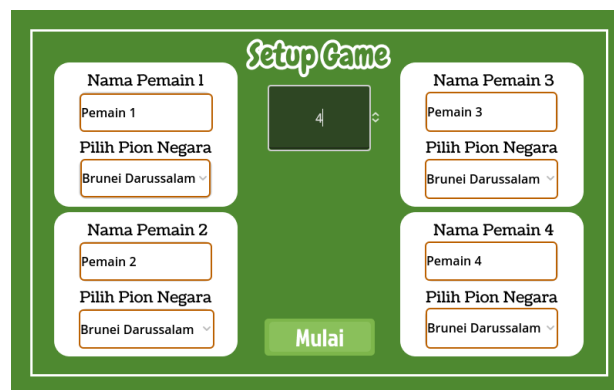 Setup Game
Nama Pemain 1
Pemain 1
Pilih Pion Negara
Brunei Darussalam
Nama Pemain 2
Pemain 2
Pilih Pion Negara
Brunei Darussalam
4
Mulai
Nama Pemain 3
Pemain 3
Pilih Pion Negara
Brunei Darussalam
Nama Pemain 4
Pemain 4
Pilih Pion Negara
Brunei Darussalam